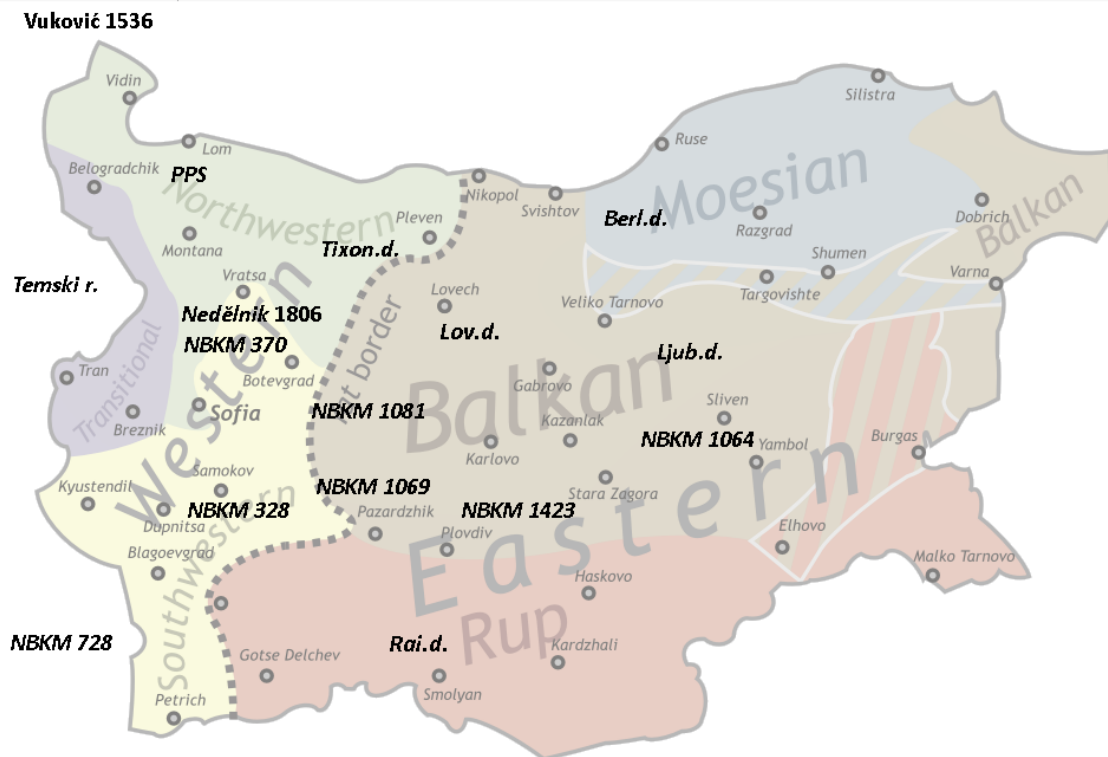 Vuković 1536
Vidin
Silistra
Lom
Ruse
Belogradchik
PPS
Nikopol
Svishtov
Northwestern
Moesian
Balkan
Pleven
Berl.d.
Dobrich
Montana
Tixon.d.
Razgrad
Shumen
Temski r.
Vratsa
Lovech
Varna
Targovishte
Veliko Tarnovo
Nedělnik 1806
Lov.d.
NBKM 370
Ljub.d.
Botevgrad
Tran
Transitional
Western
Gabrovo
Balkan
Sofia
Breznik
NBKM 1081
Sliven
Kazanlak
NBKM 1064
Yambol
Burgas
Karlovo
Samokov
Kyustendil
NBKM 1069
Stara Zagora
NBKM 328
Dupnitsa
NBKM 1423
Pazardzhik
Plovdiv
Eastern
Elhovo
Blagoevgrad
Southwestern
Haskovo
Malko Tarnovo
NBKM 728
Rai.d.
Rup
Gotse Delchev
Kardzhali
Smolyan
Petrich